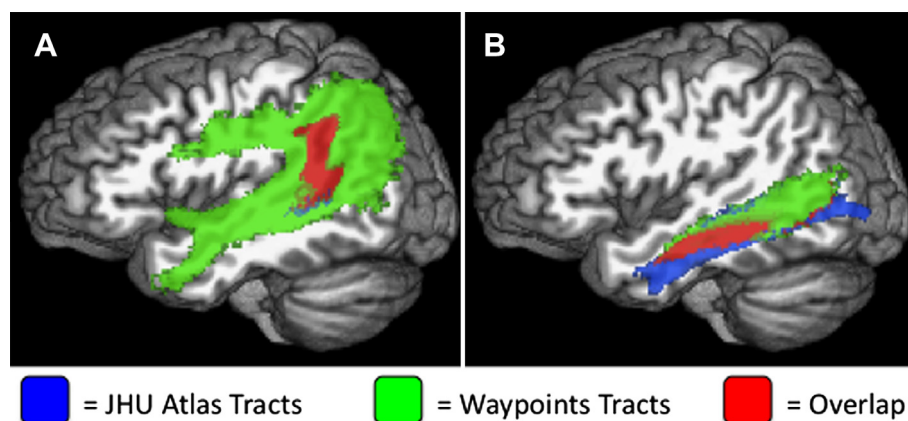 A
B
= JHU Atlas Tracts = Waypoints Tracts = Overlap